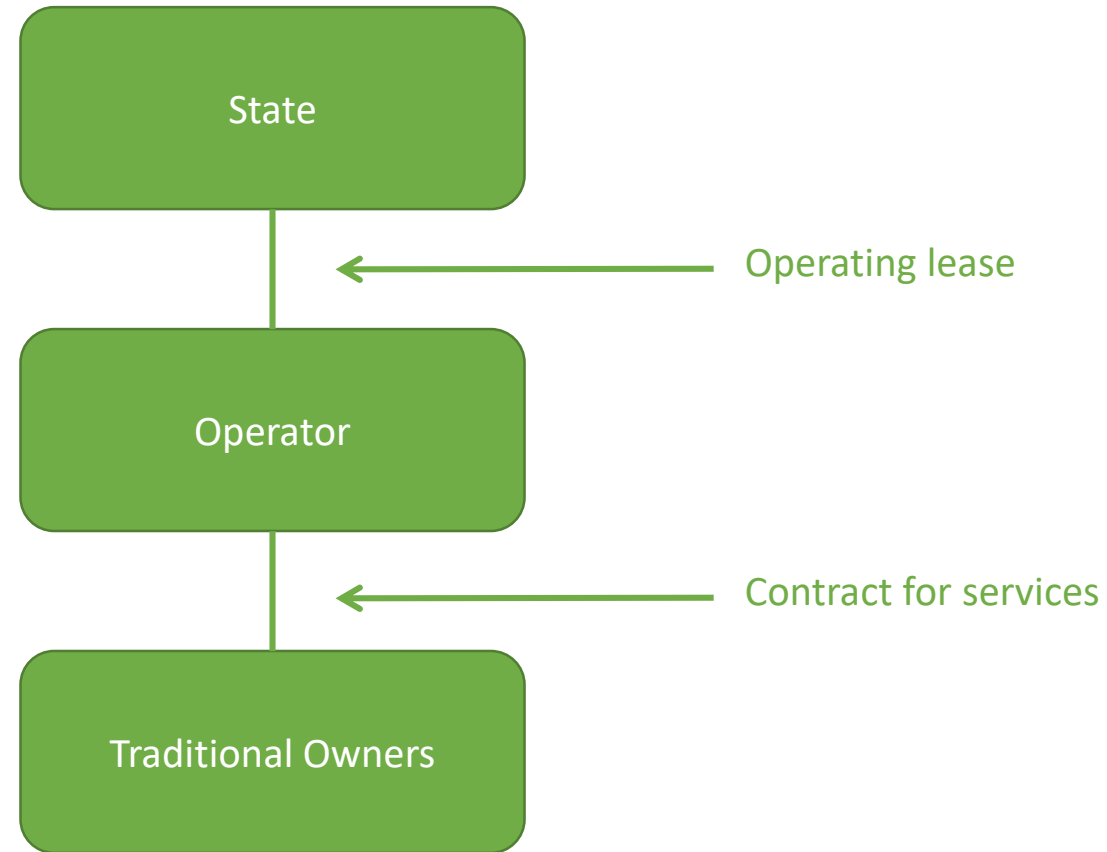 State
Operating lease
Operator
Contract for services
Traditional Owners